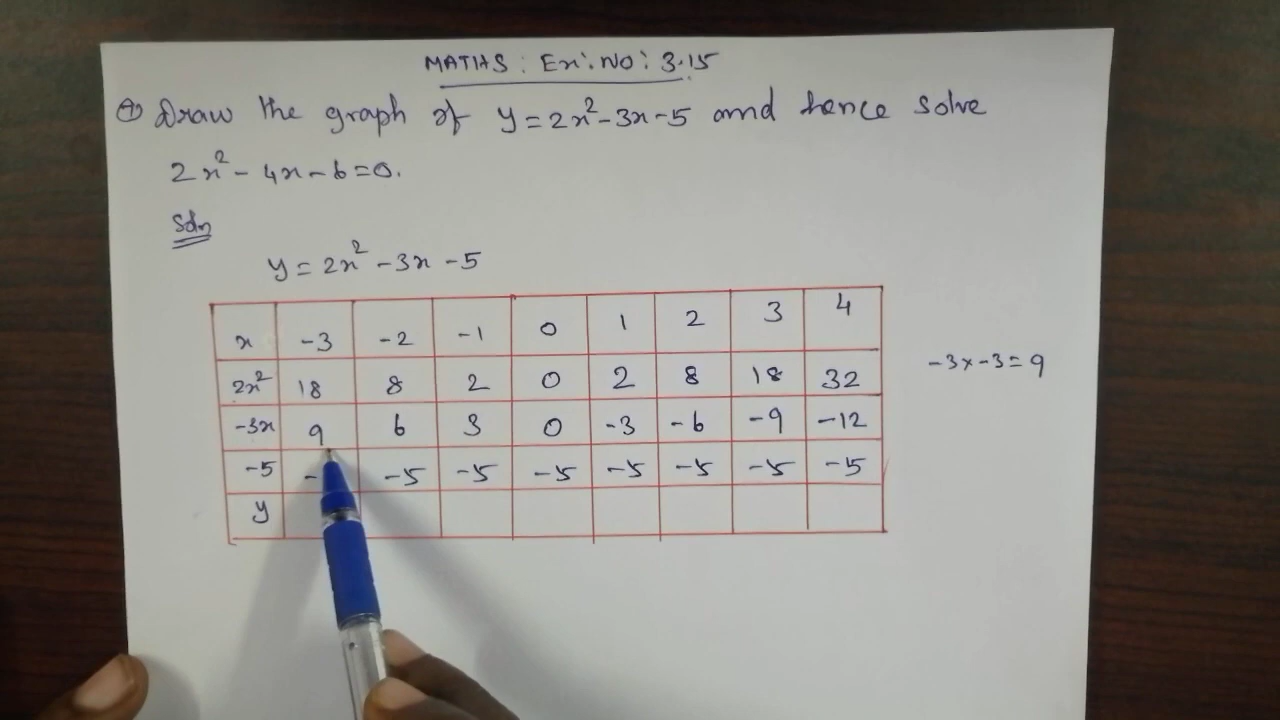 MATHS : Ex: No: 3.15
7) Draw the graph of y = 2x² - 3x - 5 and hence solve
2x² - 4x - 6 = 0.
Soln
y = 2x² - 3x - 5
x -3 -2 -1 0 1 2 3 4
2x² 18 8 2 0 2 8 18 32
-3x × -3 = 9
-3x 9 6 3 0 -3 -6 -9 -12
-5 - -5 -5 -5 -5 -5 -5 -5
y